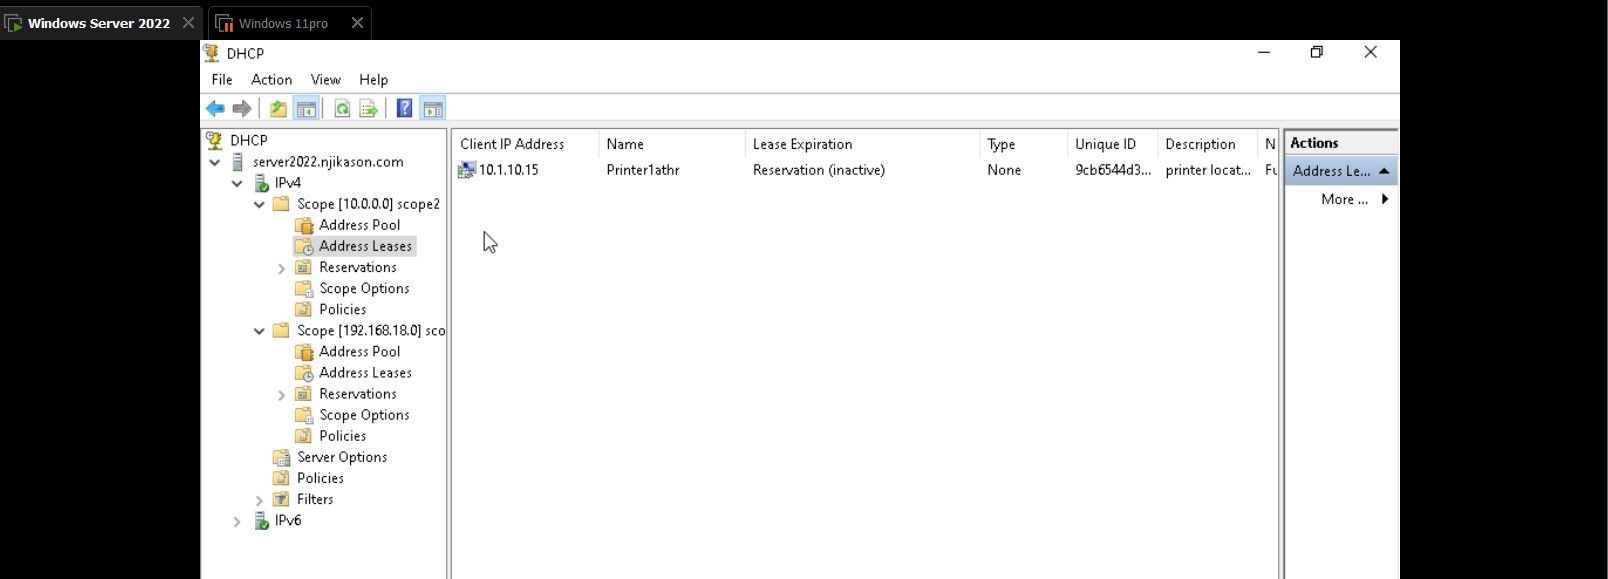 Windows Server 2022
Windows 11pro
DHCP
File Action View Help
DHCP
server2022.njikason.com
IPv4
Scope [10.0.0.0] scope2
Address Pool
Address Leases
Reservations
Scope Options
Policies
Scope [192.168.18.0] sco
Address Pool
Address Leases
Reservations
Scope Options
Policies
Server Options
Policies
Filters
IPv6
Client IP Address Name Lease Expiration Type Unique ID Description N
10.1.10.15 Printer1athr Reservation (inactive) None 9cb6544d3... printer locat... Fu
Actions
Address Le...
More ...